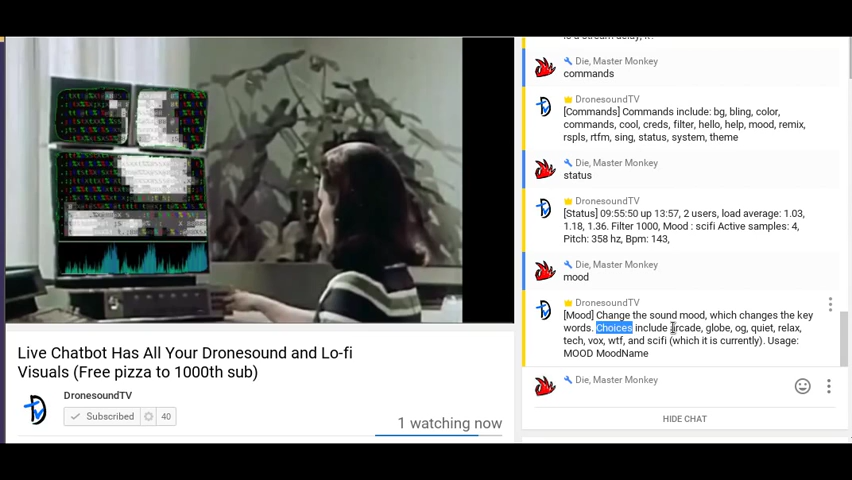 Live Chatbot Has All Your Dronesound and Lo-fi
Visuals (Free pizza to 1000th sub)
DronesoundTV
Subscribed 40
1 watching now
Die, Master Monkey
commands
DronesoundTV
[Commands] Commands include: bg, bling, color,
commands, cool, creds, filter, hello, help, mood, remix,
rspls, rtfm, sing, status, system, theme
Die, Master Monkey
status
DronesoundTV
[Status] 09:55:50 up 13:57, 2 users, load average: 1.03,
1.18, 1.36. Filter 1000, Mood : scifi Active samples: 4,
Pitch: 358 hz, Bpm: 143,
Die, Master Monkey
mood
DronesoundTV
[Mood] Change the sound mood, which changes the key
words. Choices include arcade, globe, og, quiet, relax,
tech, vox, wtf, and scifi (which it is currently). Usage:
MOOD MoodName
Die, Master Monkey
HIDE CHAT